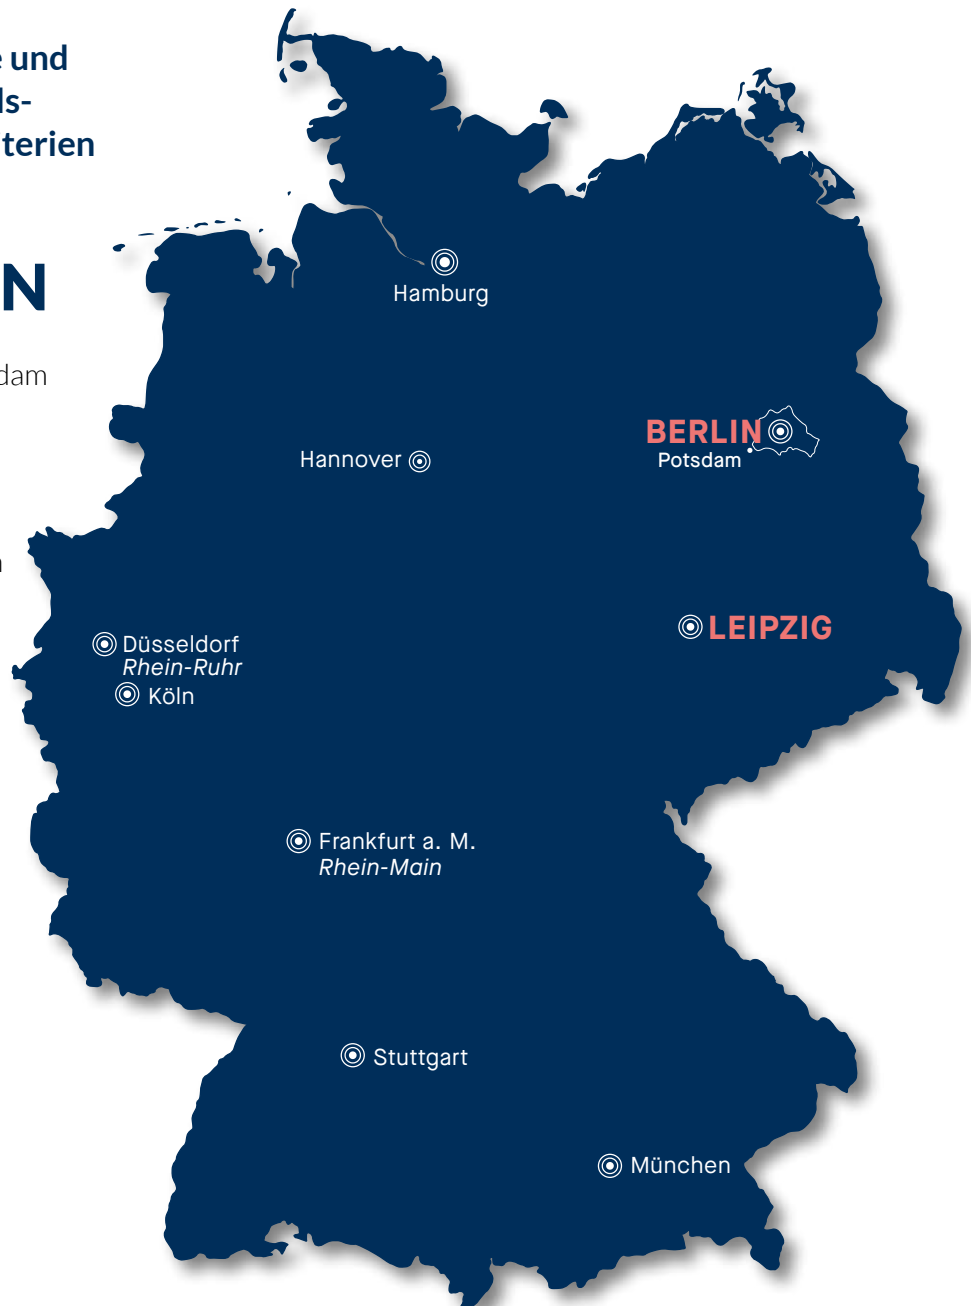 e und
ls-
terien
N
dam
Hamburg
BERLIN
Potsdam
Hannover
LEIPZIG
Düsseldorf
Rhein-Ruhr
Köln
Frankfurt a. M.
Rhein-Main
Stuttgart
München